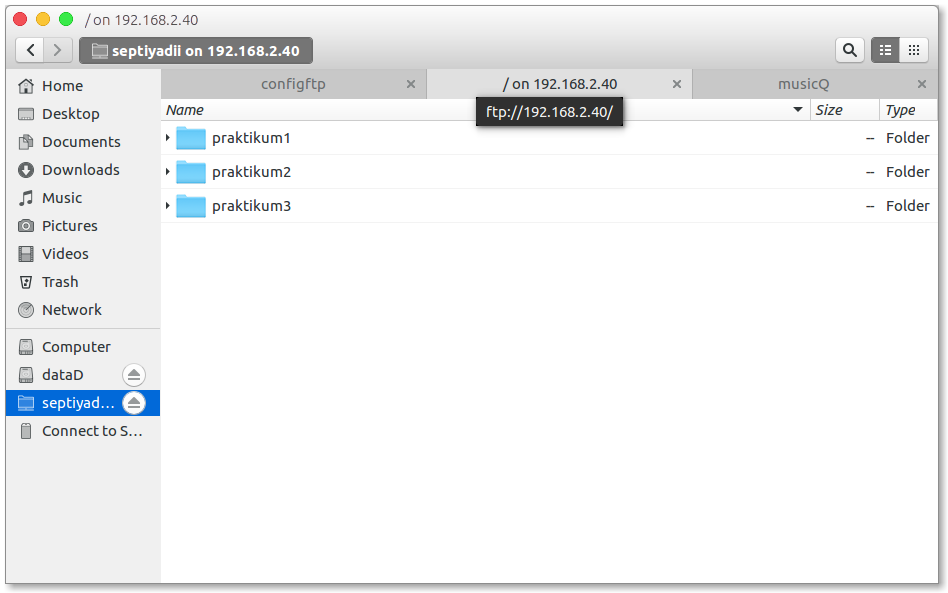 / on 192.168.2.40
septiyadii on 192.168.2.40
configftp
/ on 192.168.2.40
musicQ
Name
Size
Type
ftp://192.168.2.40/
praktikum1 -- Folder
praktikum2 -- Folder
praktikum3 -- Folder
Home
Desktop
Documents
Downloads
Music
Pictures
Videos
Trash
Network
Computer
dataD
septiyad...
Connect to S...